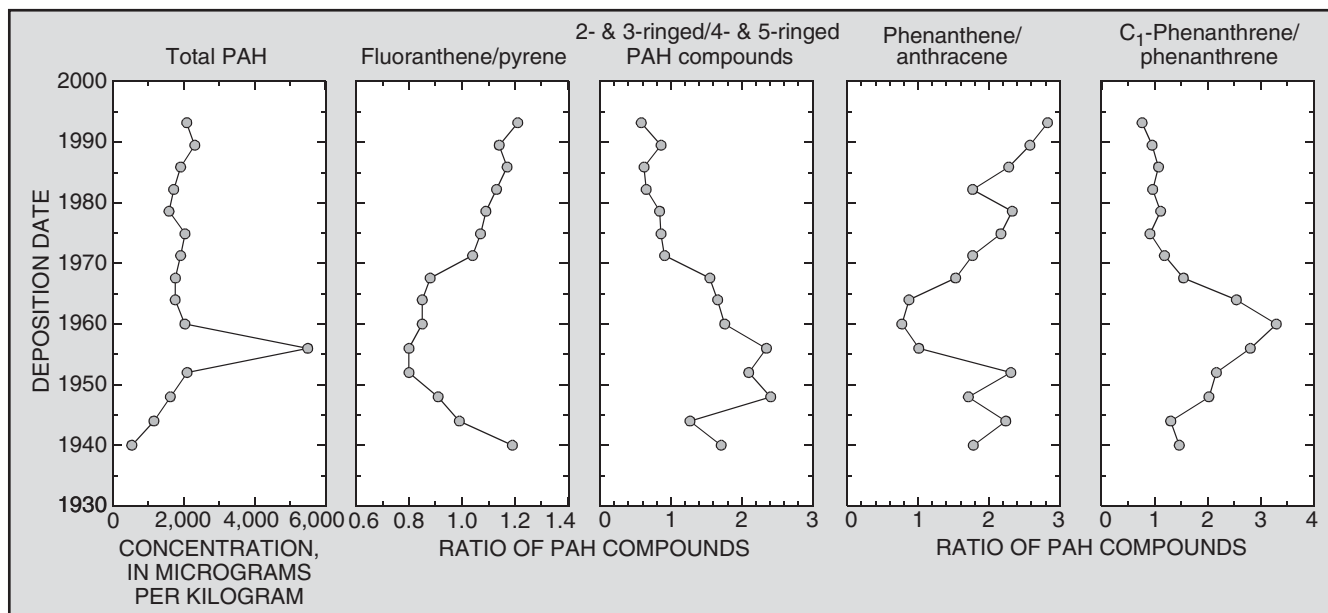 Total PAH
Fluoranthene/pyrene
2- & 3-ringed/4- & 5-ringed
PAH compounds
Phenanthene/
anthracene
C₁-Phenanthrene/
phenanthrene
DEPOSITION DATE
2000
1990
1980
1970
1960
1950
1940
1930
0 2,000 4,000 6,000
0.6 0.8 1.0 1.2 1.4
0 1 2 3
0 1 2 3
0 1 2 3 4
CONCENTRATION,
IN MICROGRAMS
PER KILOGRAM
RATIO OF PAH COMPOUNDS
RATIO OF PAH COMPOUNDS